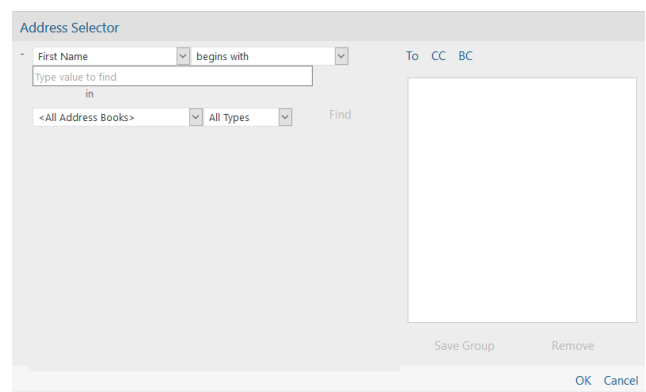 Address Selector
- First Name begins with To CC BC
Type value to find
in
<All Address Books> All Types Find
Save Group Remove
OK Cancel